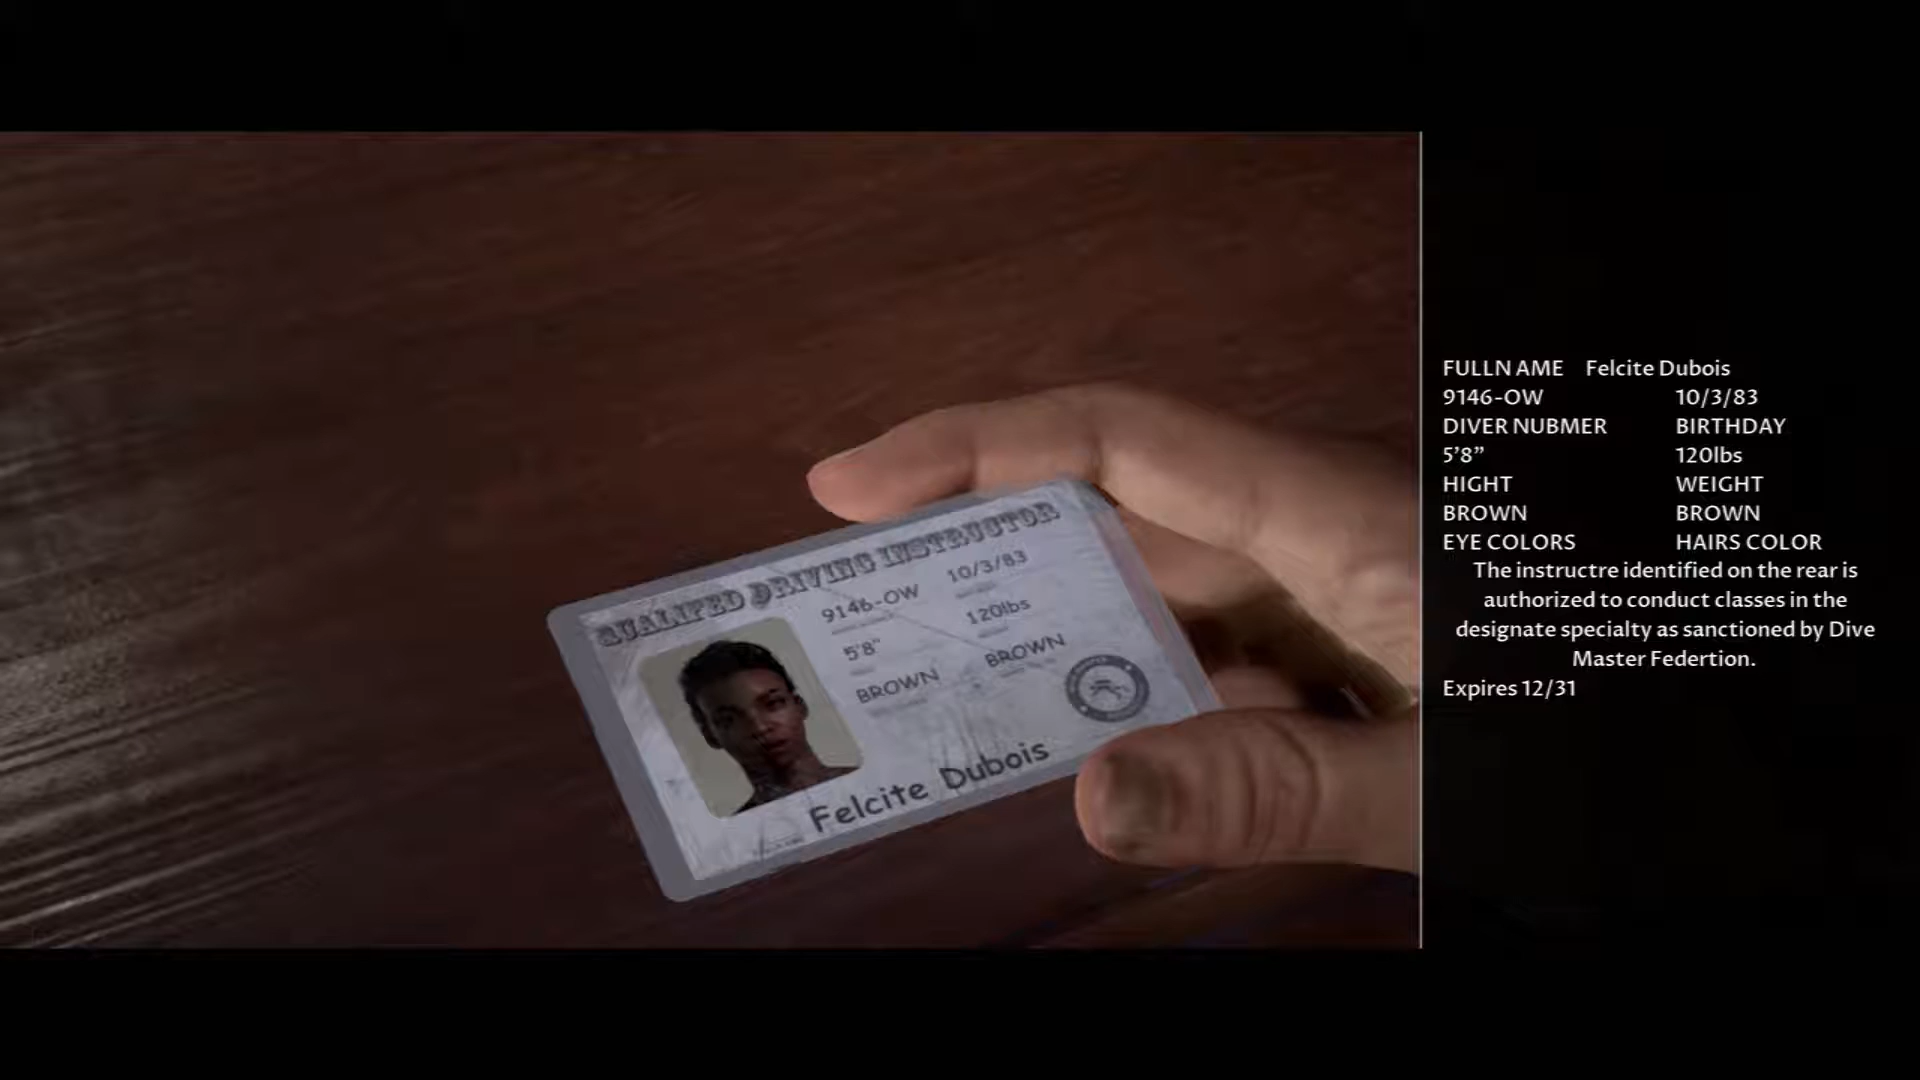 QUALIFED DRIVING INSTRUCTOR
9146-OW 10/3/83
5'8" 120lbs
BROWN BROWN
Felcite Dubois
FULLN AME Felcite Dubois
9146-OW 10/3/83
DIVER NUBMER BIRTHDAY
5’8” 120lbs
HIGHT WEIGHT
BROWN BROWN
EYE COLORS HAIRS COLOR
The instructre identified on the rear is
authorized to conduct classes in the
designate specialty as sanctioned by Dive
Master Federtion.
Expires 12/31